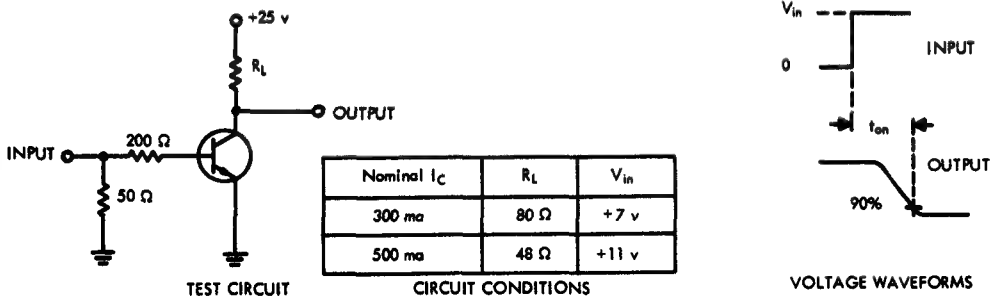 +25 v
R_L
OUTPUT
200 Ω
INPUT
50 Ω
TEST CIRCUIT
Nominal I_C R_L V_in
300 ma 80 Ω +7 v
500 ma 48 Ω +11 v
CIRCUIT CONDITIONS
V_in
INPUT
0
t_on
OUTPUT
90%
VOLTAGE WAVEFORMS